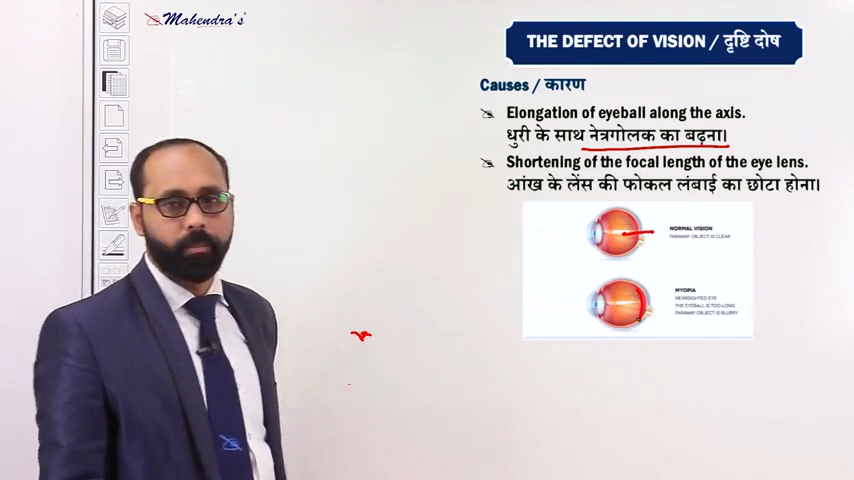 Mahendra's
THE DEFECT OF VISION / दृष्टि दोष
Causes / कारण
Elongation of eyeball along the axis.
धुरी के साथ नेत्रगोलक का बढ़ना।
Shortening of the focal length of the eye lens.
आंख के लेंस की फोकल लंबाई का छोटा होना।
NORMAL VISION
FARAWAY OBJECT IS CLEAR
MYOPIA
NEARSIGHTED EYE
THE EYEBALL IS TOO LONG
FARAWAY OBJECT IS BLURRY